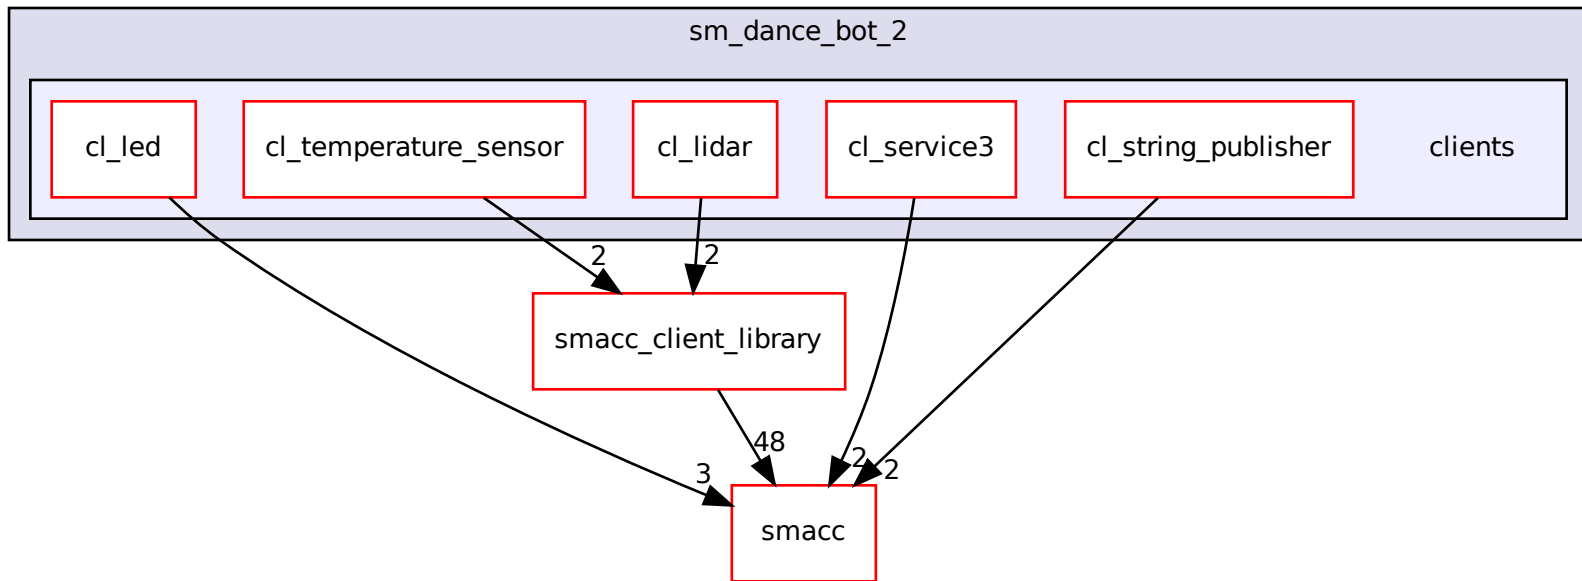 sm_dance_bot_2
cl_led
cl_temperature_sensor
cl_lidar
cl_service3
cl_string_publisher
clients
2
2
smacc_client_library
48
3
2
2
smacc